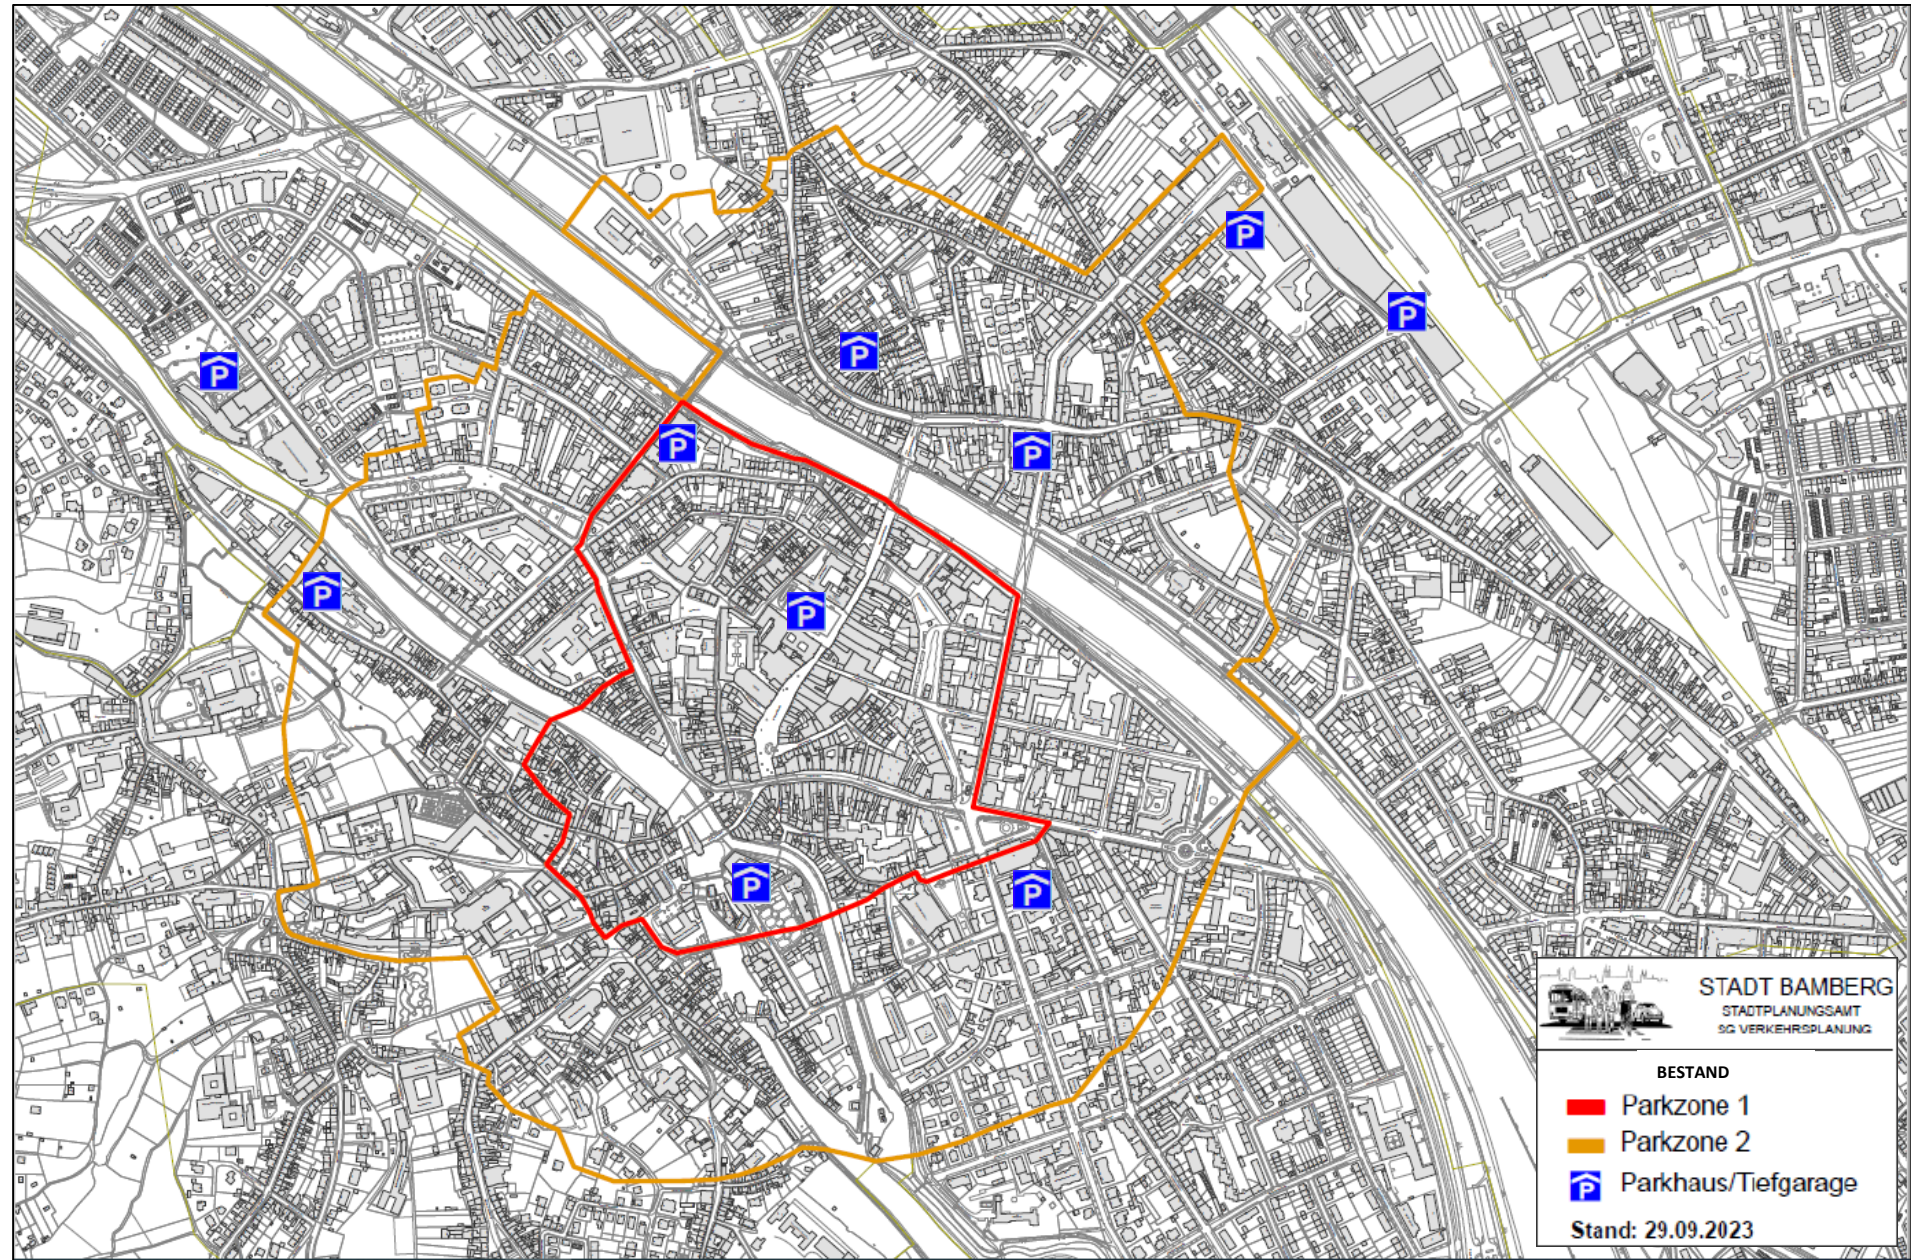 STADT BAMBERG
STADTPLANUNGSAMT
SG VERKEHRSPLANUNG
BESTAND
Parkzone 1
Parkzone 2
P Parkhaus/Tiefgarage
Stand: 29.09.2023
P
P
P
P
P
P
P
P
P
P
P